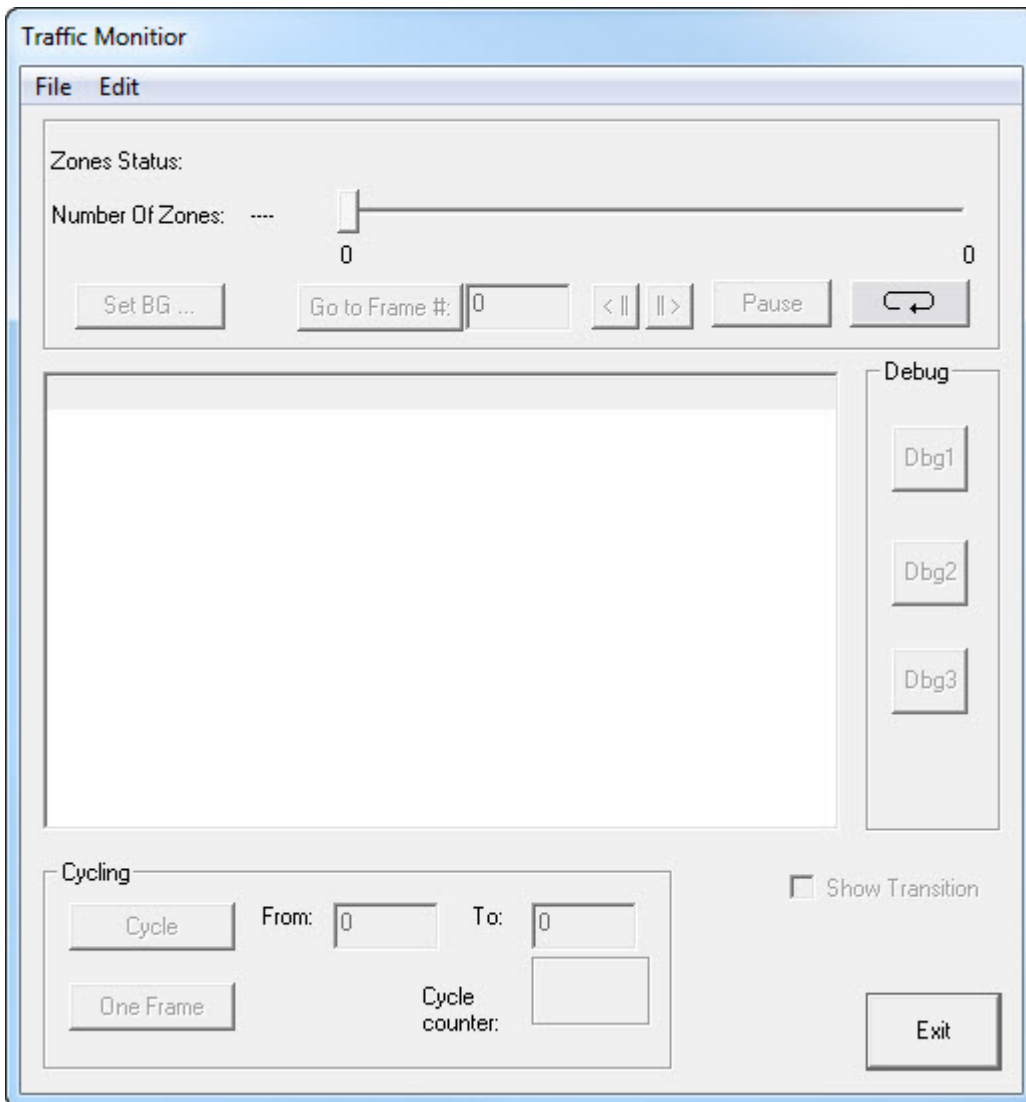 Traffic Monitior
File Edit
Zones Status:
Number Of Zones: ----
0 0
Set BG ... Go to Frame #: 0 < || || > Pause
Debug
Dbg1
Dbg2
Dbg3
Cycling
Show Transition
Cycle From: 0 To: 0
One Frame Cycle
counter:
Exit